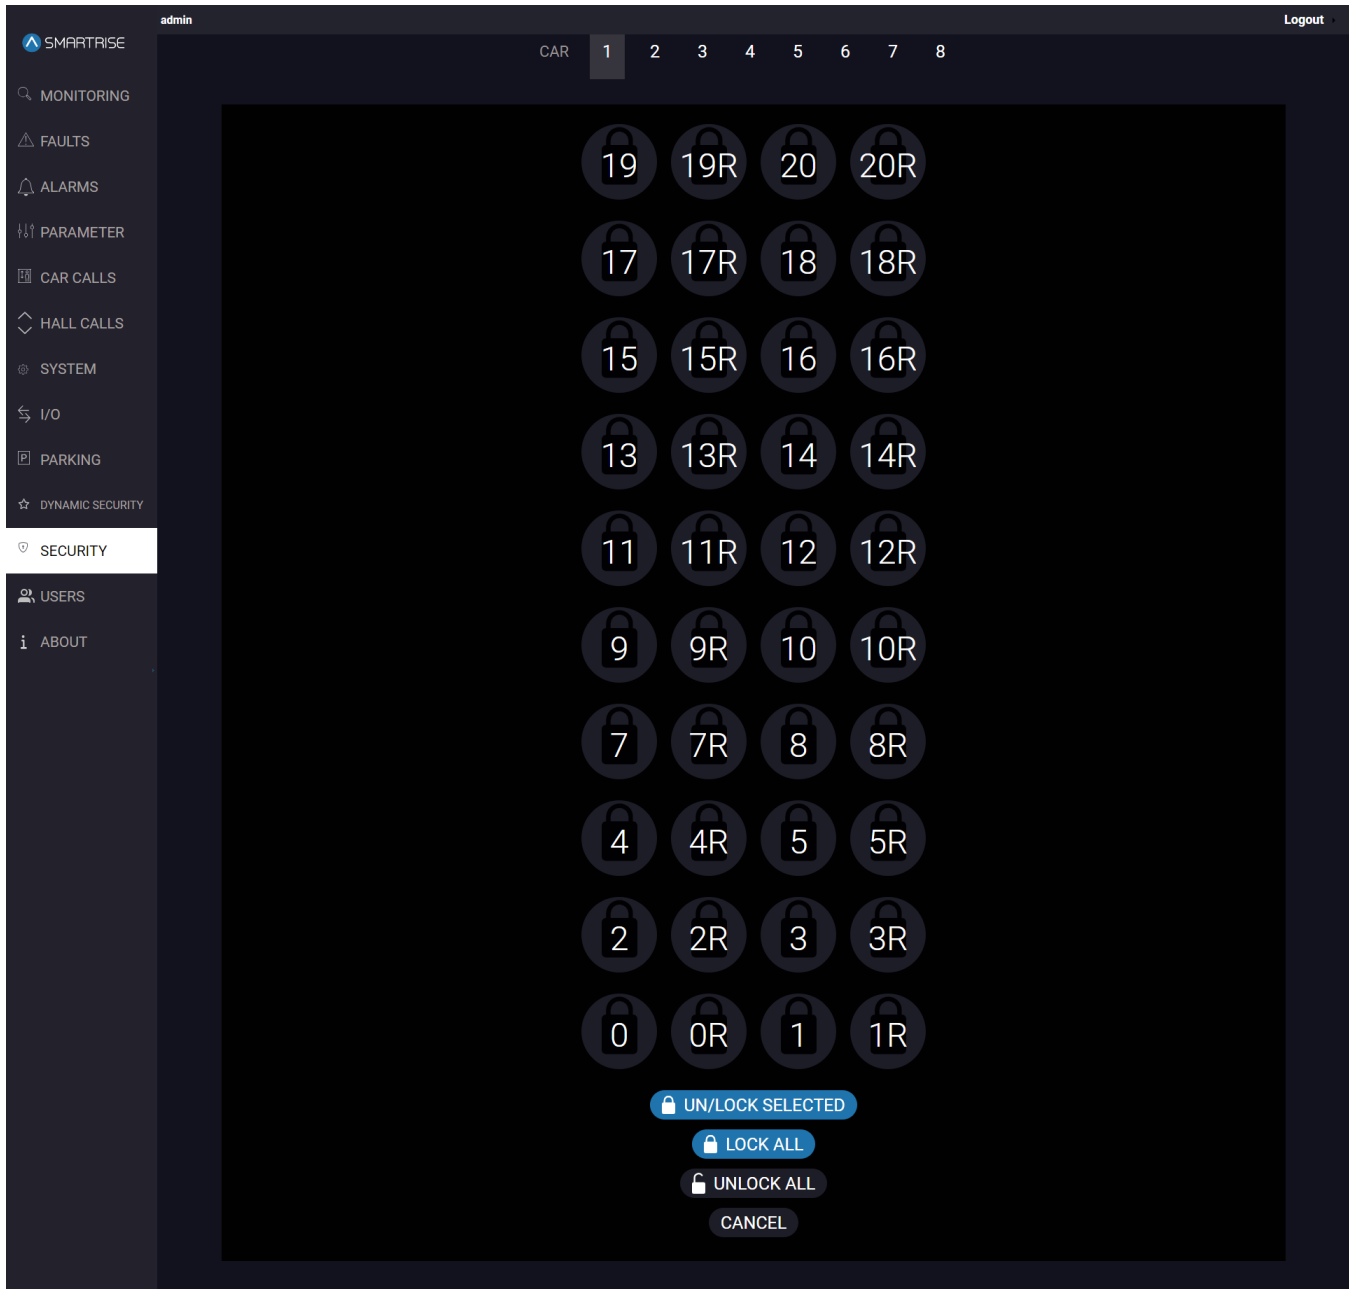 admin
Logout
SMARTRISE
CAR 1 2 3 4 5 6 7 8
MONITORING
FAULTS
ALARMS
PARAMETER
CAR CALLS
HALL CALLS
SYSTEM
I/O
P PARKING
DYNAMIC SECURITY
SECURITY
USERS
i ABOUT
19 19R 20 20R
17 17R 18 18R
15 15R 16 16R
13 13R 14 14R
11 11R 12 12R
9 9R 10 10R
7 7R 8 8R
4 4R 5 5R
2 2R 3 3R
0 0R 1 1R
UN/LOCK SELECTED
LOCK ALL
UNLOCK ALL
CANCEL